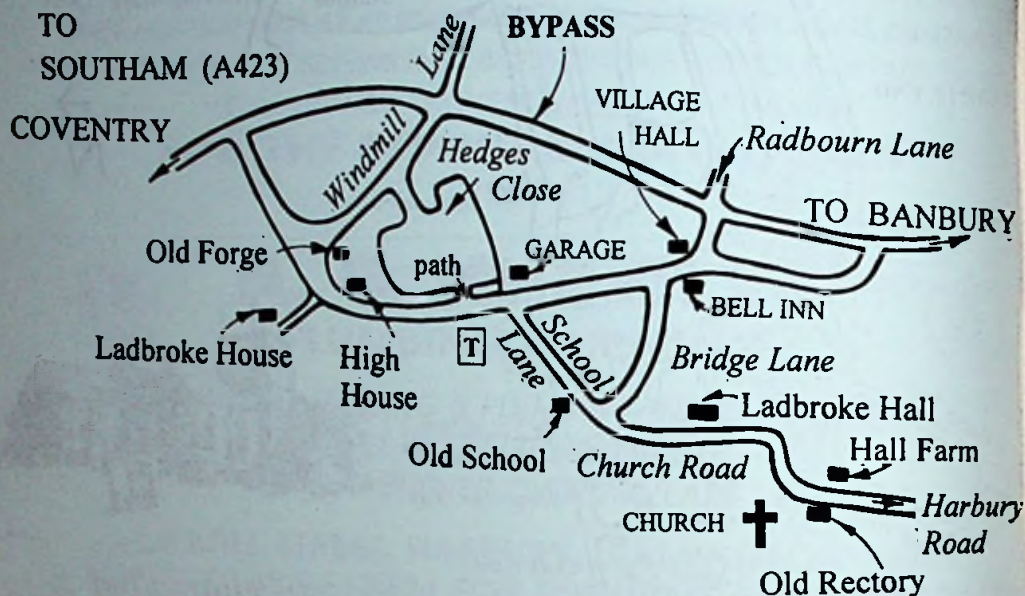 TO
SOUTHAM (A423)
COVENTRY
Lane
BYPASS
VILLAGE
HALL
Radbourn Lane
Windmill
Hedges
Close
TO BANBURY
Old Forge
path
GARAGE
BELL INN
Ladbroke House
High
House
T
School
Lane
Bridge Lane
Ladbroke Hall
Old School
Church Road
Hall Farm
CHURCH
Harbury
Road
Old Rectory